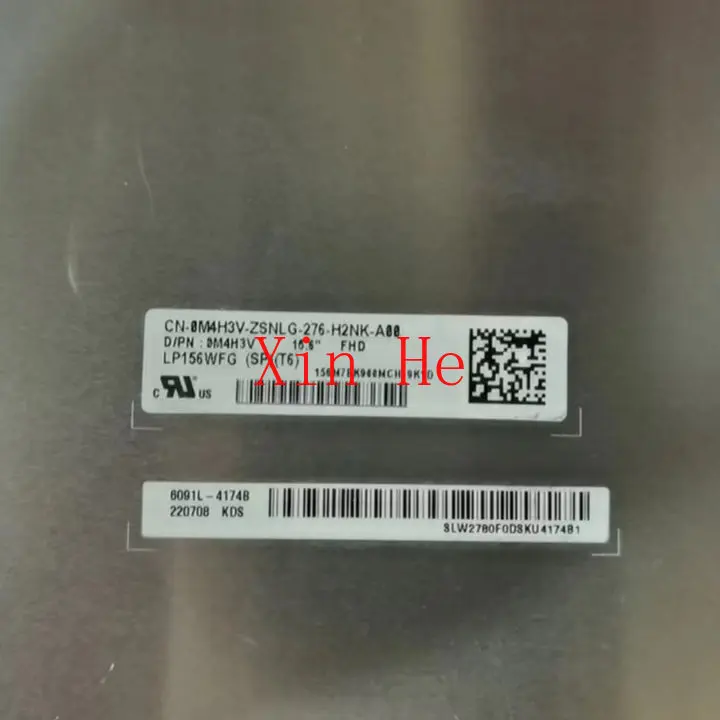 CN-0M4H3V-ZSNLG-276-H2NK-A00
D/PN : 0M4H3V 15.6" FHD
LP156WFG (SP)(T6)
Xin He
C US
6091L-4174B
220708 KDS
SLW2780F0DSKU4174B1